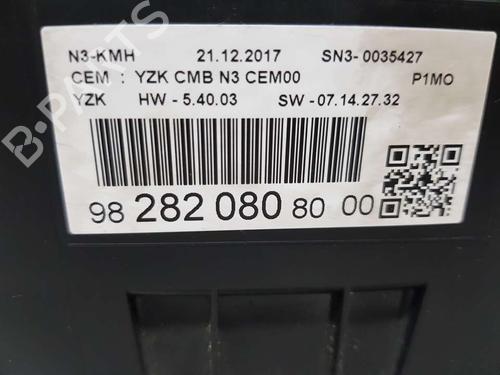 N3-KMH 21.12.2017 SN3- 0035427
CEM : YZK CMB N3 CEM00 P1MO
YZK HW - 5.40.03 SW - 07.14.27.32
98 282 080 80 00
B-PARTS